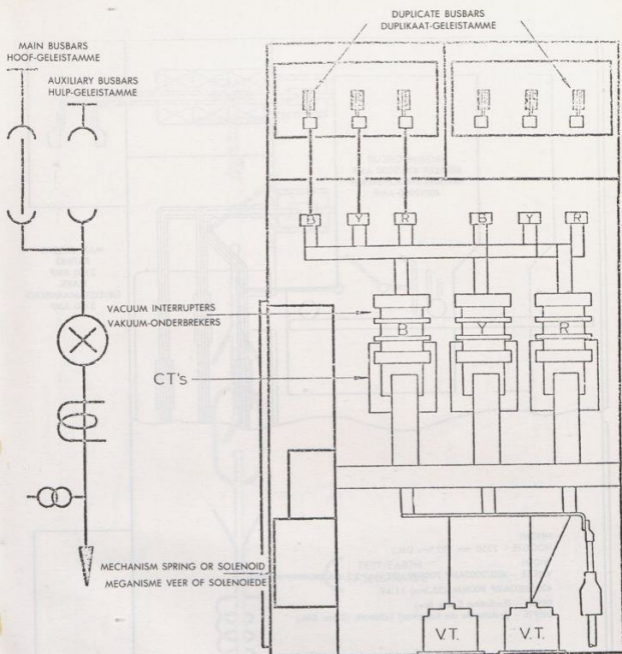 DUPLICATE BUSBARS
DUPLIKAAT-GELEISTAMME
MAIN BUSBARS
HOOF-GELEISTAMME
AUXILIARY BUSBARS
HULP-GELEISTAMME
B Y R B Y R
VACUUM INTERRUPTERS
VAKUUM-ONDERBREKERS
B Y R
CT's
MECHANISM SPRING OR SOLENOID
MEGANISME VEER OF SOLENOIEDE
V.T. V.T.